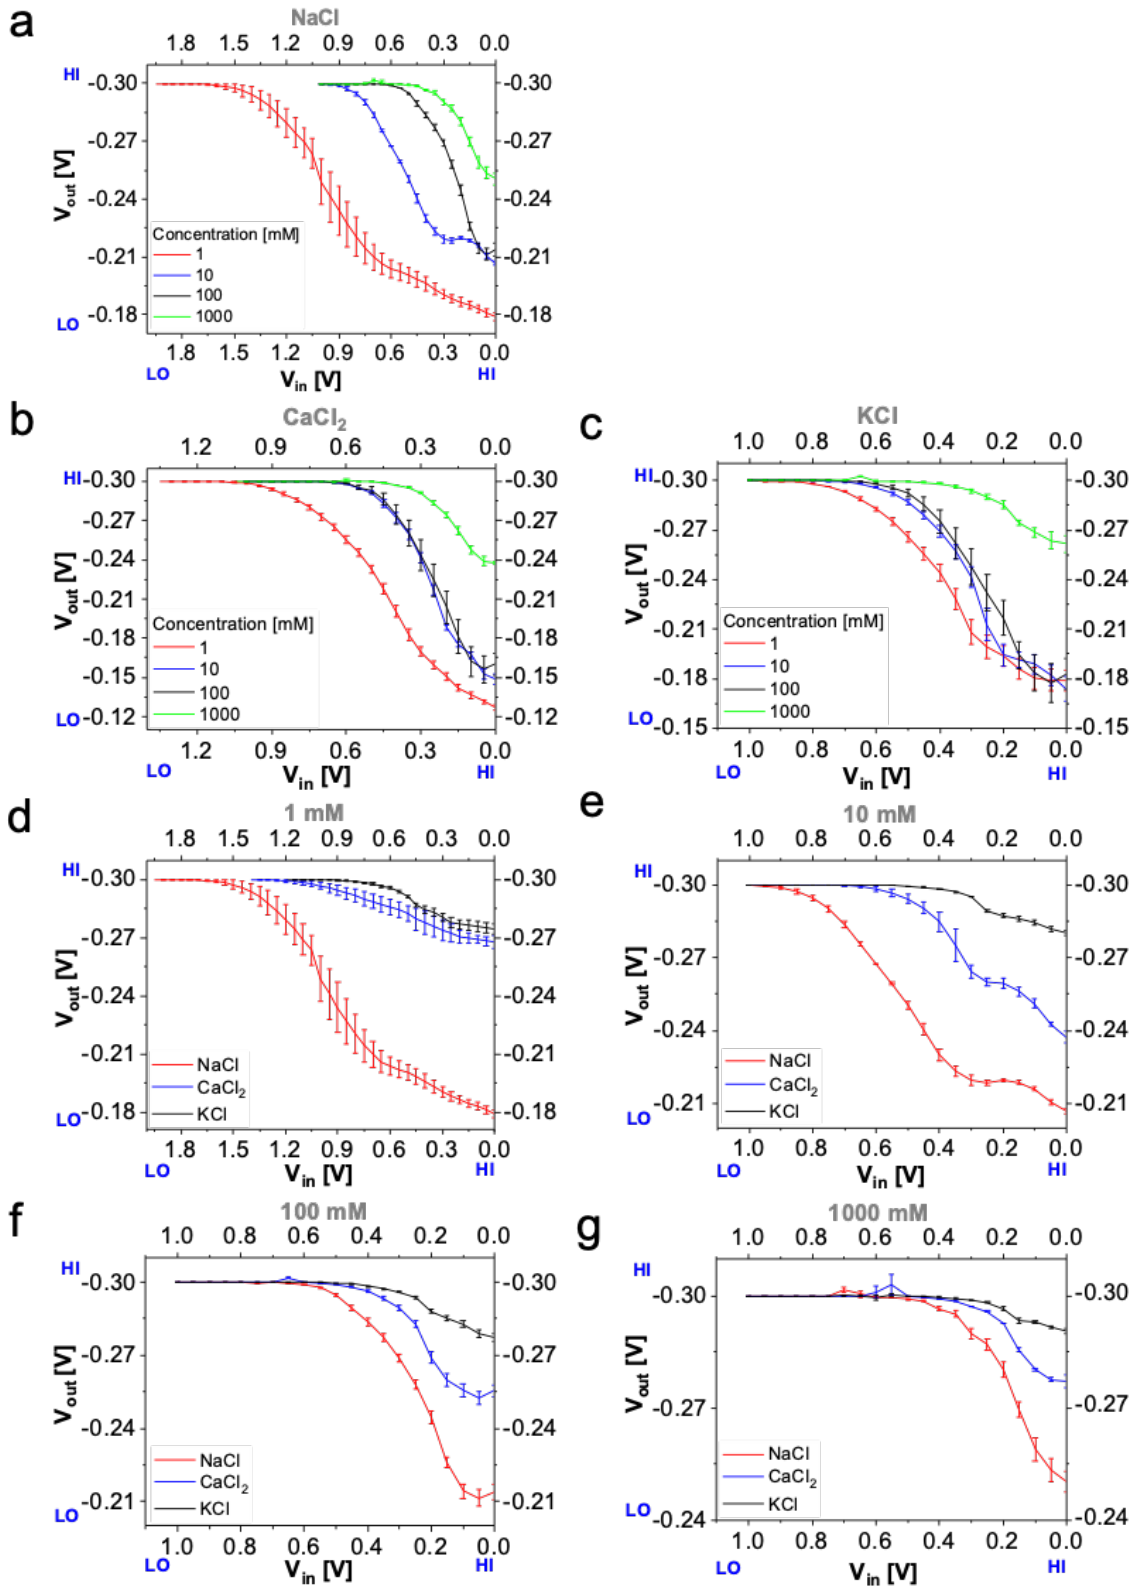 a
NaCl
1.8 1.5 1.2 0.9 0.6 0.3 0.0
HI
-0.30 -0.30
-0.27 -0.27
-0.24 -0.24
-0.21 -0.21
-0.18 -0.18
Vout [V]
Concentration [mM]
1
10
100
1000
LO
1.8 1.5 1.2 0.9 0.6 0.3 0.0
LO Vin [V] HI
b
CaCl2
1.2 0.9 0.6 0.3 0.0
HI
-0.30 -0.30
-0.27 -0.27
-0.24 -0.24
-0.21 -0.21
-0.18 -0.18
-0.15 -0.15
-0.12 -0.12
Vout [V]
Concentration [mM]
1
10
100
1000
LO
1.2 0.9 0.6 0.3 0.0
LO Vin [V] HI
c
KCl
1.0 0.8 0.6 0.4 0.2 0.0
HI
-0.30 -0.30
-0.27 -0.27
-0.24 -0.24
-0.21 -0.21
-0.18 -0.18
-0.15 -0.15
Vout [V]
Concentration [mM]
1
10
100
1000
LO
1.0 0.8 0.6 0.4 0.2 0.0
LO Vin [V] HI
d
1 mM
1.8 1.5 1.2 0.9 0.6 0.3 0.0
HI
-0.30 -0.30
-0.27 -0.27
-0.24 -0.24
-0.21 -0.21
-0.18 -0.18
Vout [V]
NaCl
CaCl2
KCl
LO
1.8 1.5 1.2 0.9 0.6 0.3 0.0
LO Vin [V] HI
e
10 mM
1.0 0.8 0.6 0.4 0.2 0.0
HI
-0.30 -0.30
-0.27 -0.27
-0.24 -0.24
-0.21 -0.21
Vout [V]
NaCl
CaCl2
KCl
LO
1.0 0.8 0.6 0.4 0.2 0.0
LO Vin [V] HI
f
100 mM
1.0 0.8 0.6 0.4 0.2 0.0
HI
-0.30 -0.30
-0.27 -0.27
-0.24 -0.24
-0.21 -0.21
Vout [V]
NaCl
CaCl2
KCl
LO
1.0 0.8 0.6 0.4 0.2 0.0
LO Vin [V] HI
g
1000 mM
1.0 0.8 0.6 0.4 0.2 0.0
HI
-0.30 -0.30
-0.27 -0.27
-0.24 -0.24
Vout [V]
NaCl
CaCl2
KCl
LO
1.0 0.8 0.6 0.4 0.2 0.0
LO Vin [V] HI